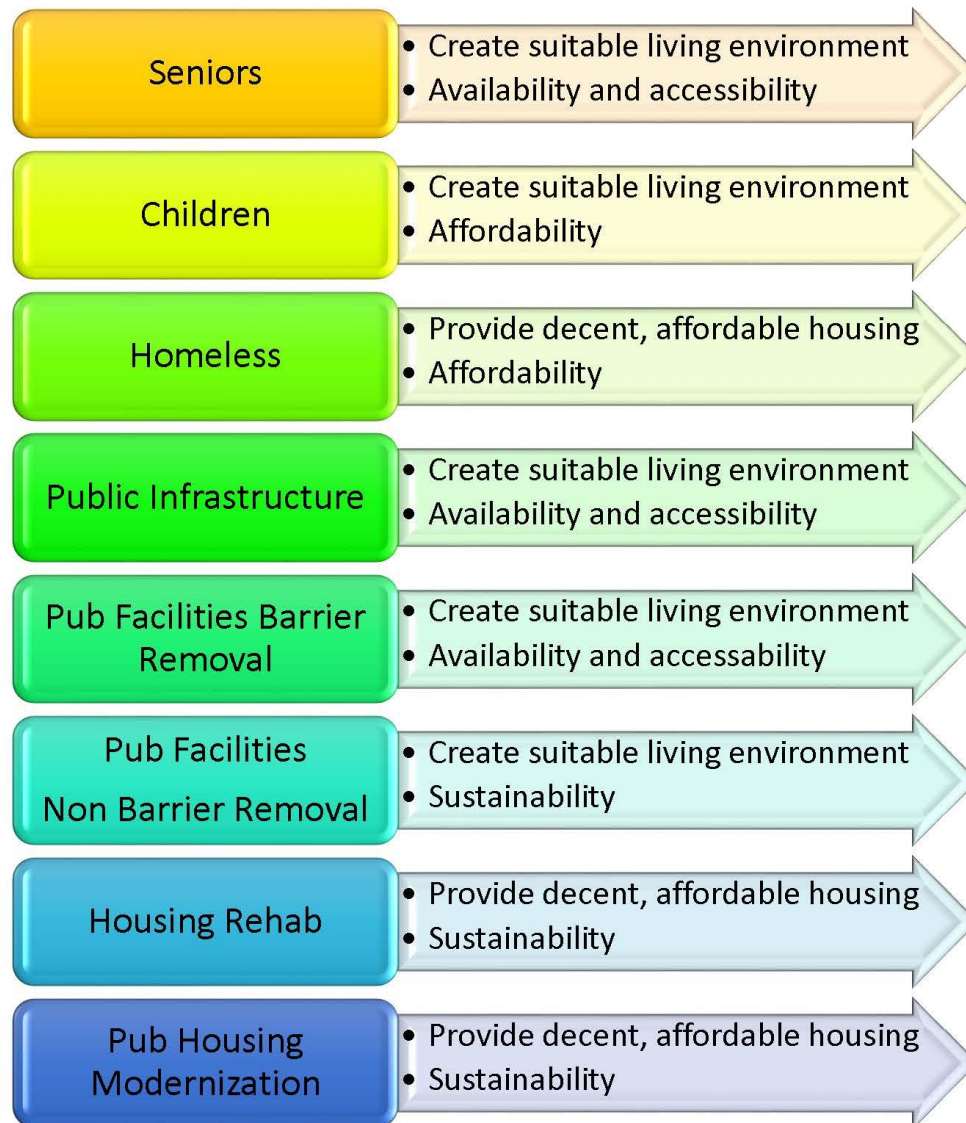 Seniors
• Create suitable living environment
• Availability and accessibility
Children
• Create suitable living environment
• Affordability
Homeless
• Provide decent, affordable housing
• Affordability
Public Infrastructure
• Create suitable living environment
• Availability and accessibility
Pub Facilities Barrier
Removal
• Create suitable living environment
• Availability and accessability
Pub Facilities
Non Barrier Removal
• Create suitable living environment
• Sustainability
Housing Rehab
• Provide decent, affordable housing
• Sustainability
Pub Housing
Modernization
• Provide decent, affordable housing
• Sustainability